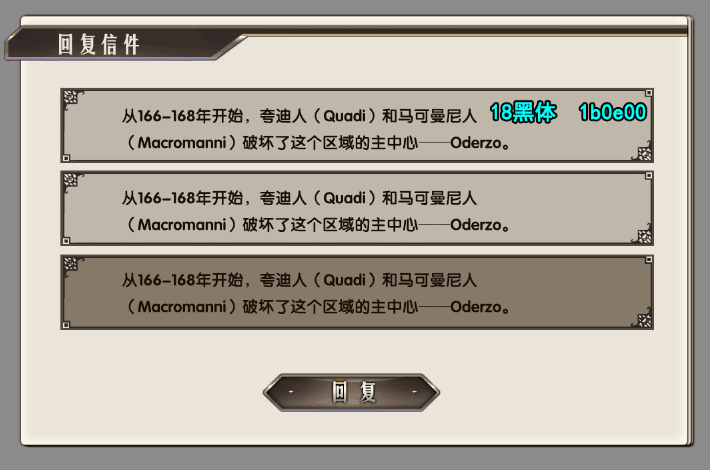 回复信件
从166-168年开始，夸迪人（Quadi）和马可曼尼人 18黑体 1b0e00
（Macromanni）破坏了这个区域的主中心——Oderzo。
从166-168年开始，夸迪人（Quadi）和马可曼尼人
（Macromanni）破坏了这个区域的主中心——Oderzo。
从166-168年开始，夸迪人（Quadi）和马可曼尼人
（Macromanni）破坏了这个区域的主中心——Oderzo。
回复